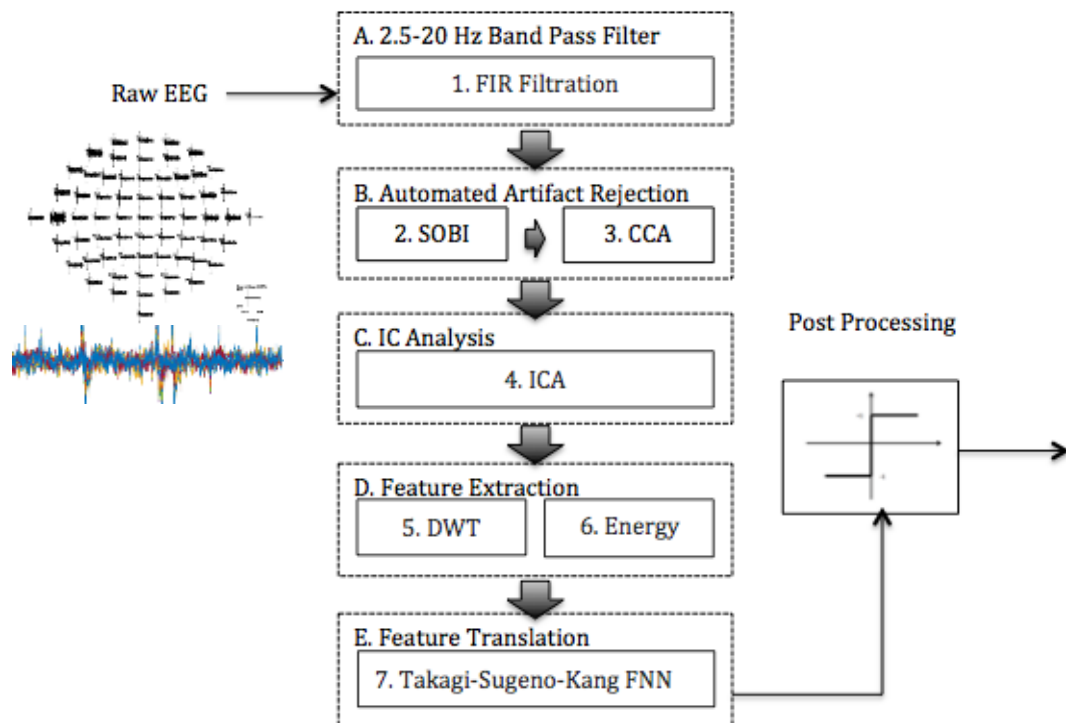 A. 2.5-20 Hz Band Pass Filter
1. FIR Filtration
Raw EEG
B. Automated Artifact Rejection
2. SOBI
3. CCA
C. IC Analysis
4. ICA
Post Processing
D. Feature Extraction
5. DWT
6. Energy
E. Feature Translation
7. Takagi-Sugeno-Kang FNN